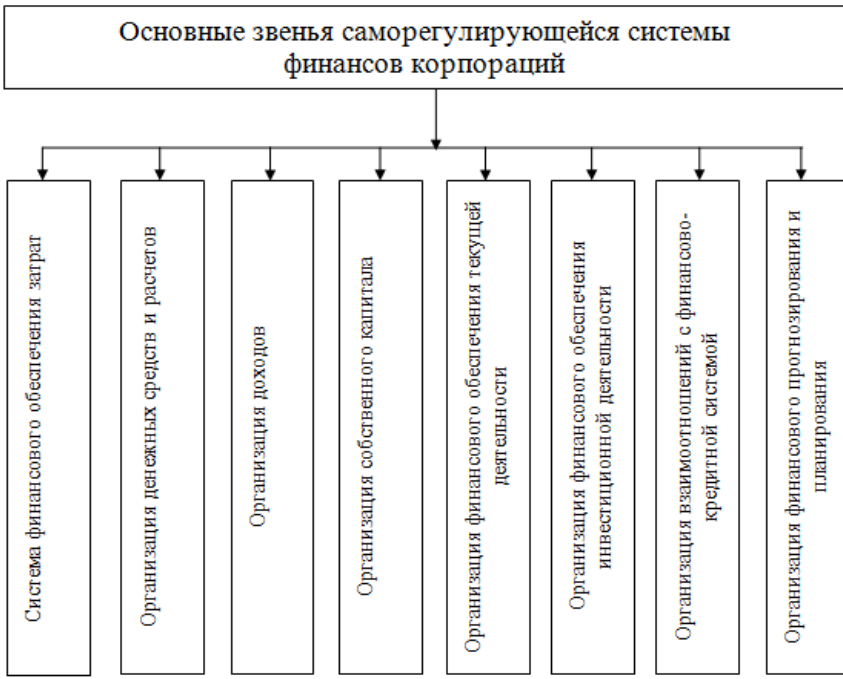 Основные звенья саморегулирующейся системы
финансов корпораций
Система финансового обеспечения затрат
Организация денежных средств и расчетов
Организация доходов
Организация собственного капитала
Организация финансового обеспечения текущей
деятельности
Организация финансового обеспечения
инвестиционной деятельности
Организация взаимоотношений с финансово-
кредитной системой
Организация финансового прогнозирования и
планирования